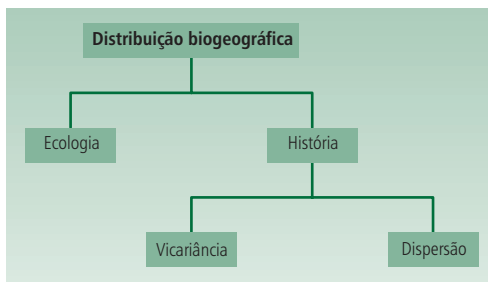 Distribuição biogeográfica
Ecologia
História
Vicariância
Dispersão